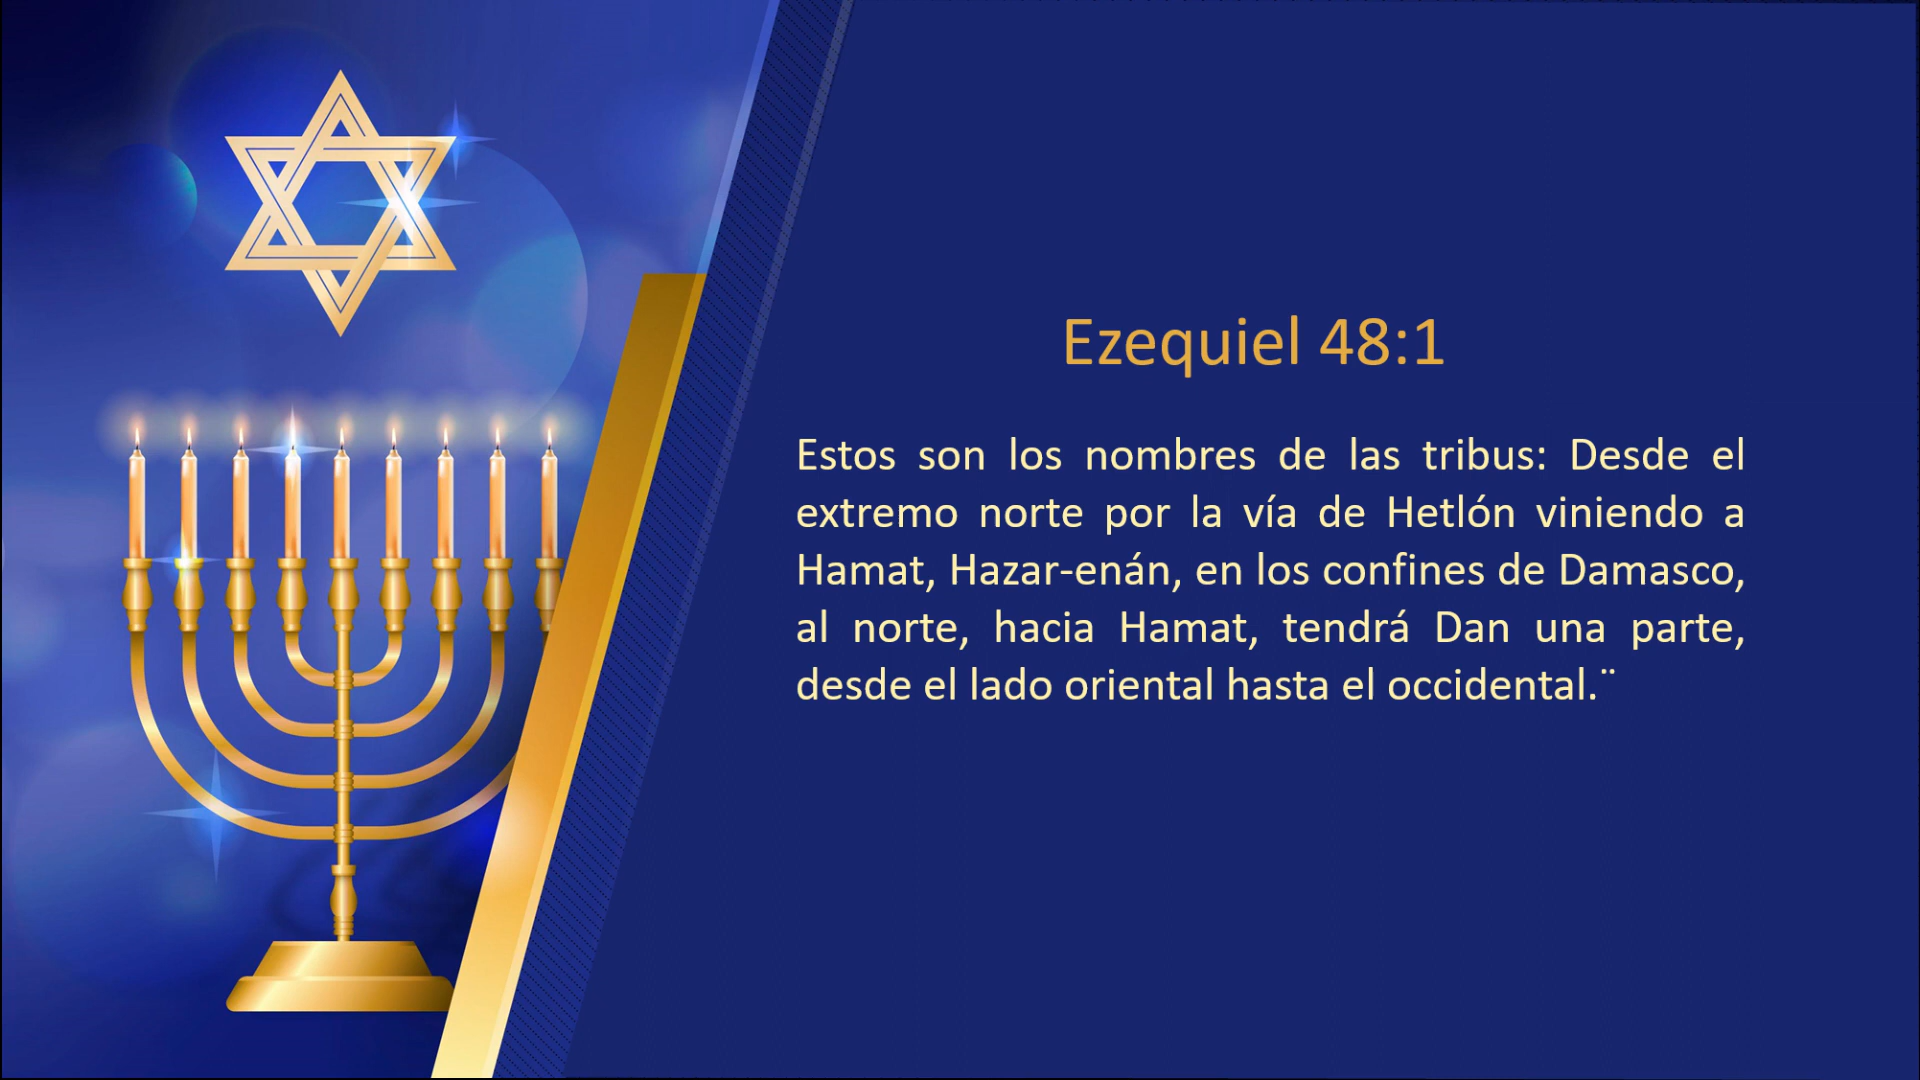 Ezequiel 48:1
Estos son los nombres de las tribus: Desde el
extremo norte por la vía de Hetlón viniendo a
Hamat, Hazar-enán, en los confines de Damasco,
al norte, hacia Hamat, tendrá Dan una parte,
desde el lado oriental hasta el occidental.¨